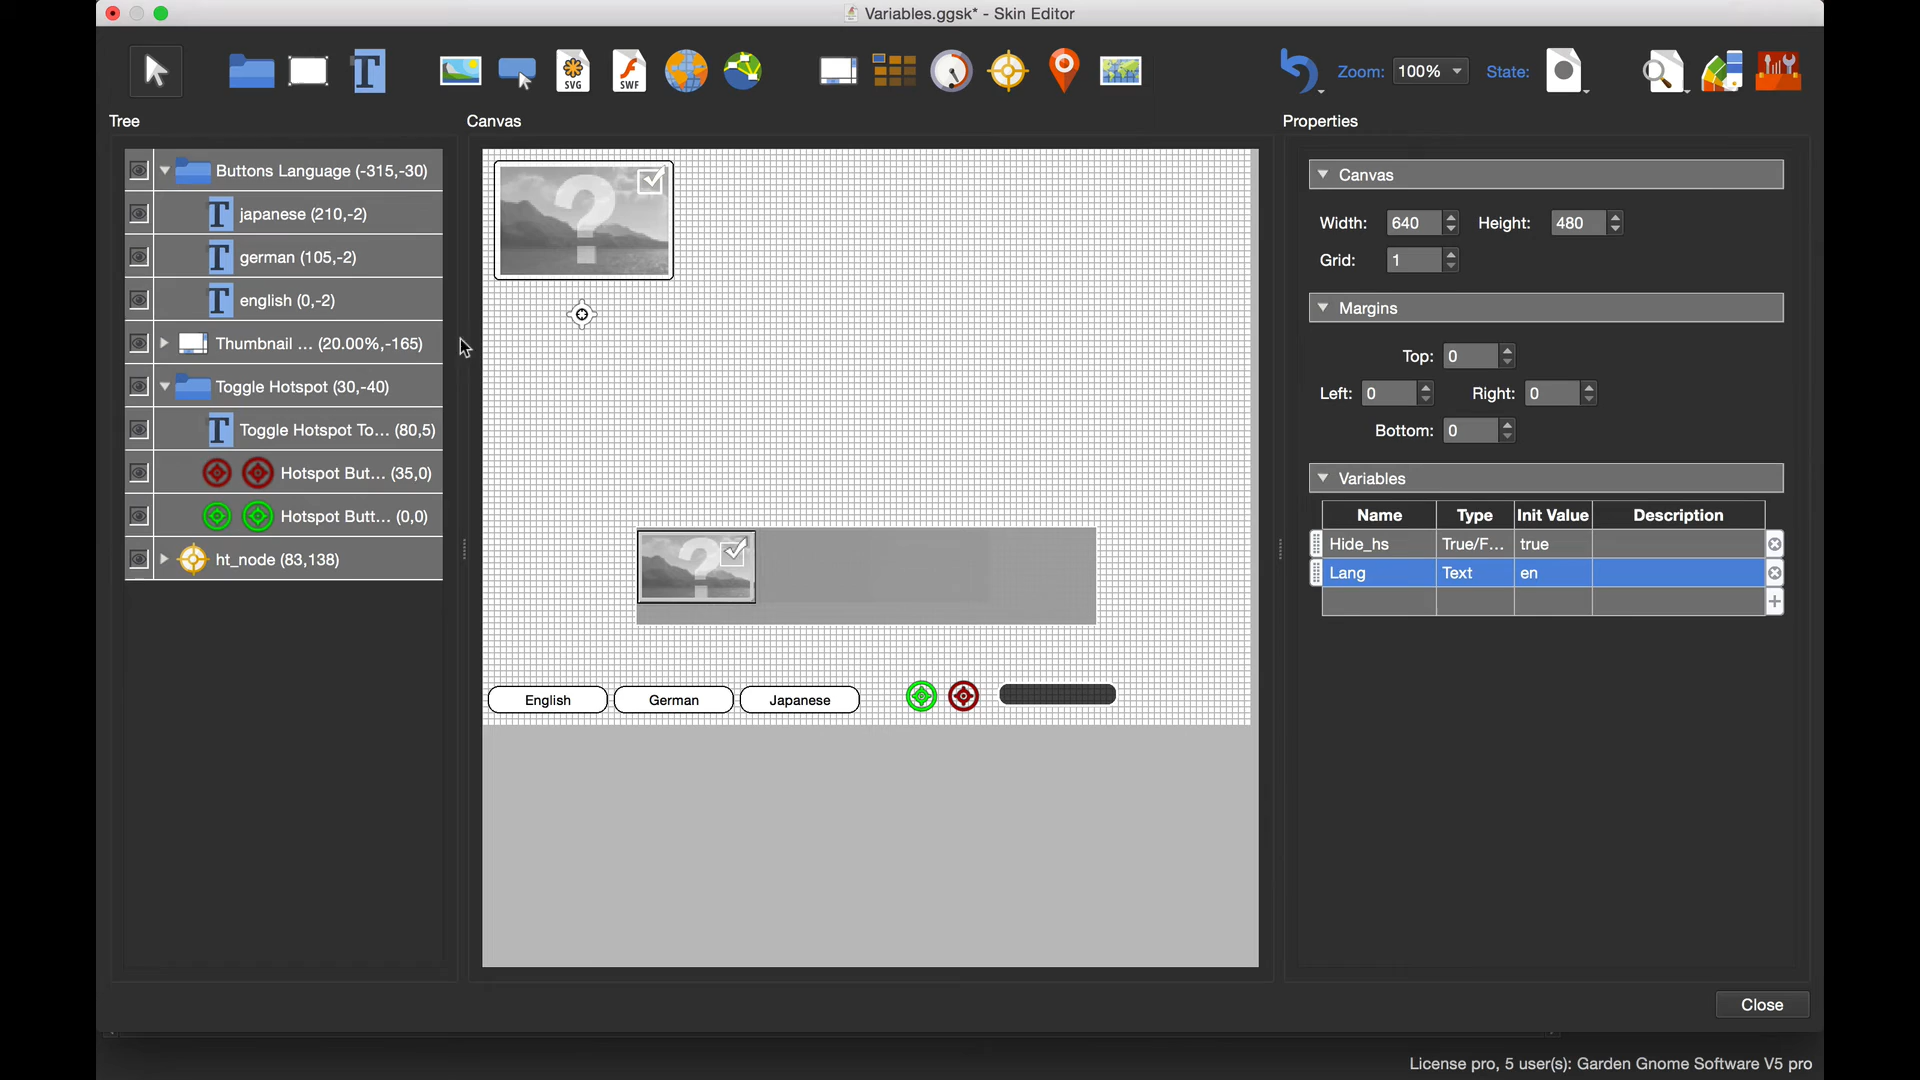 Variables.ggsk* - Skin Editor
SVG
SWF
Zoom: 100% State:
Tree
Canvas
Properties
Buttons Language (-315,-30)
japanese (210,-2)
german (105,-2)
english (0,-2)
Thumbnail ... (20.00%,-165)
Toggle Hotspot (30,-40)
Toggle Hotspot To... (80,5)
Hotspot But... (35,0)
Hotspot Butt... (0,0)
ht_node (83,138)
?
?
English German Japanese
Canvas
Width: 640 Height: 480
Grid: 1
Margins
Top: 0
Left: 0 Right: 0
Bottom: 0
Variables
Name Type Init Value Description
Hide_hs True/F... true
Lang Text en
Close
License pro, 5 user(s): Garden Gnome Software V5 pro